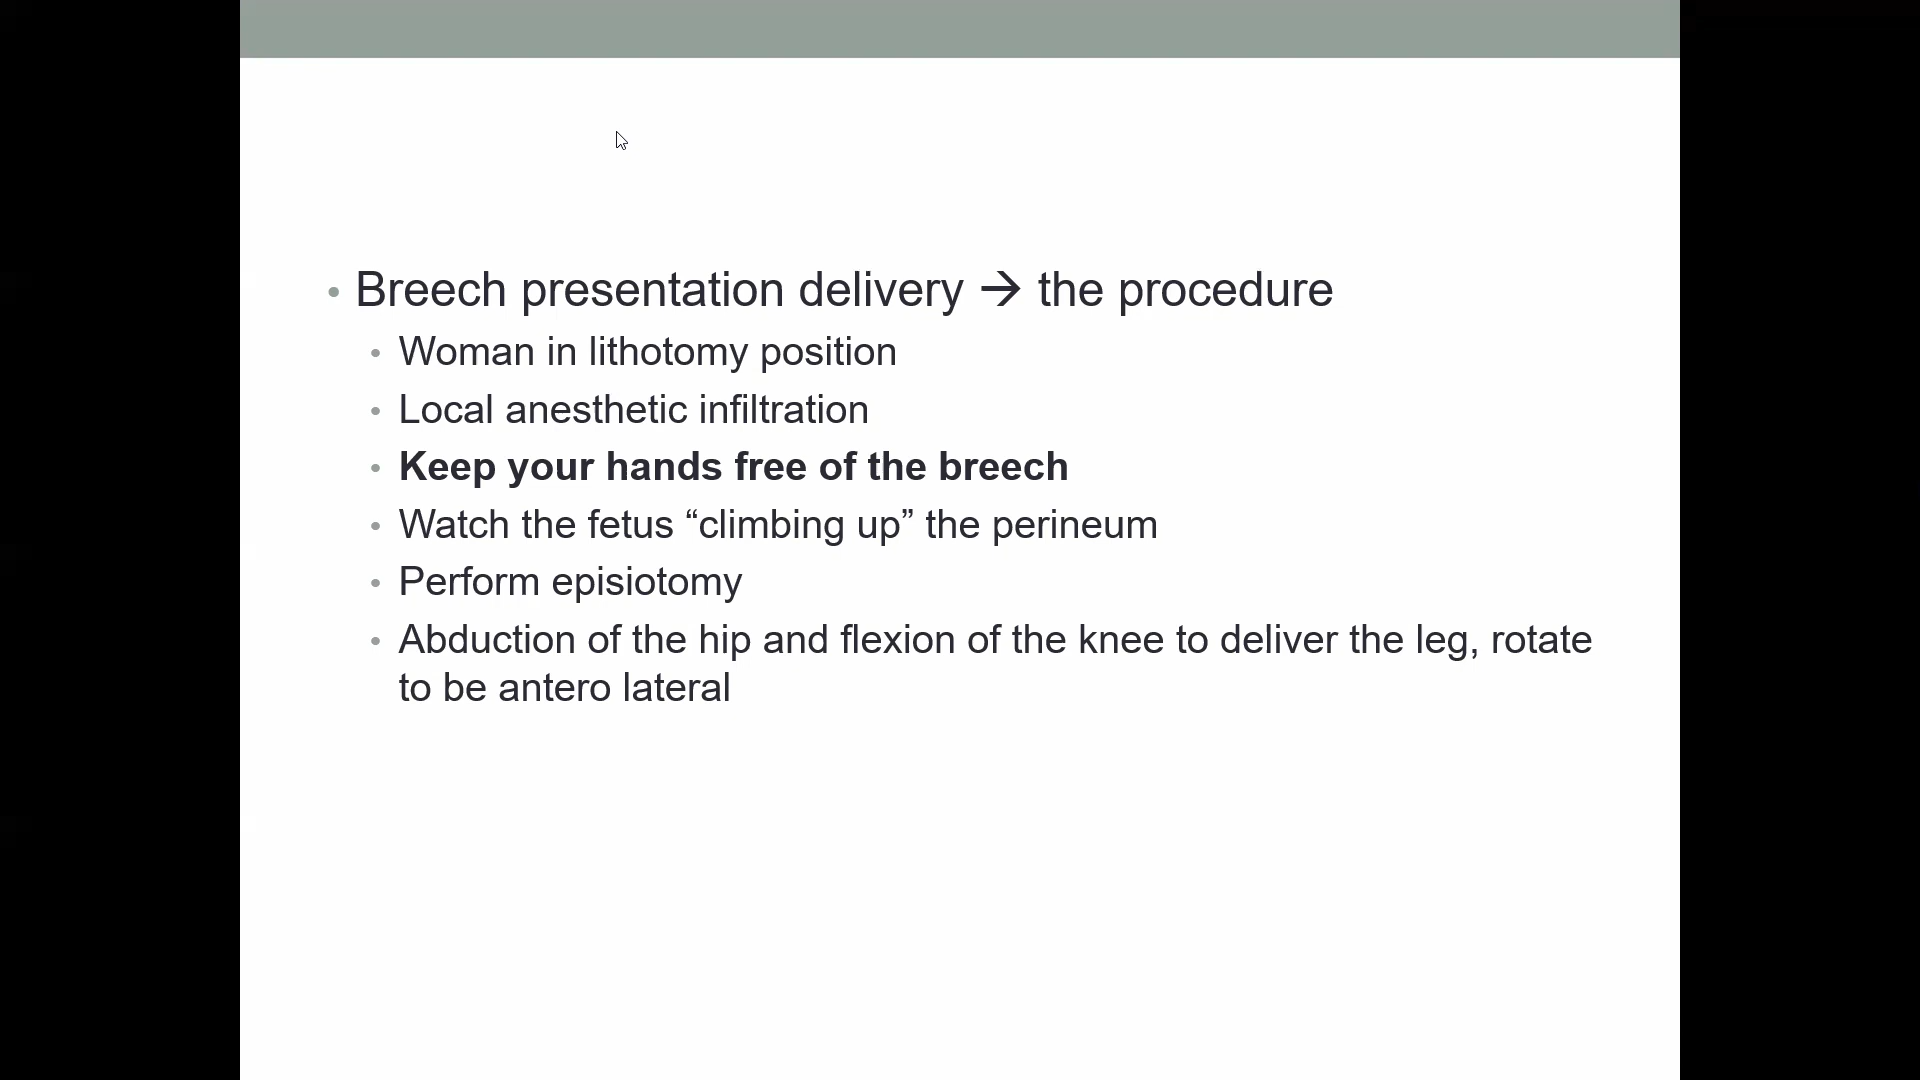 • Breech presentation delivery → the procedure
• Woman in lithotomy position
• Local anesthetic infiltration
• Keep your hands free of the breech
• Watch the fetus “climbing up” the perineum
• Perform episiotomy
• Abduction of the hip and flexion of the knee to deliver the leg, rotate
to be antero lateral